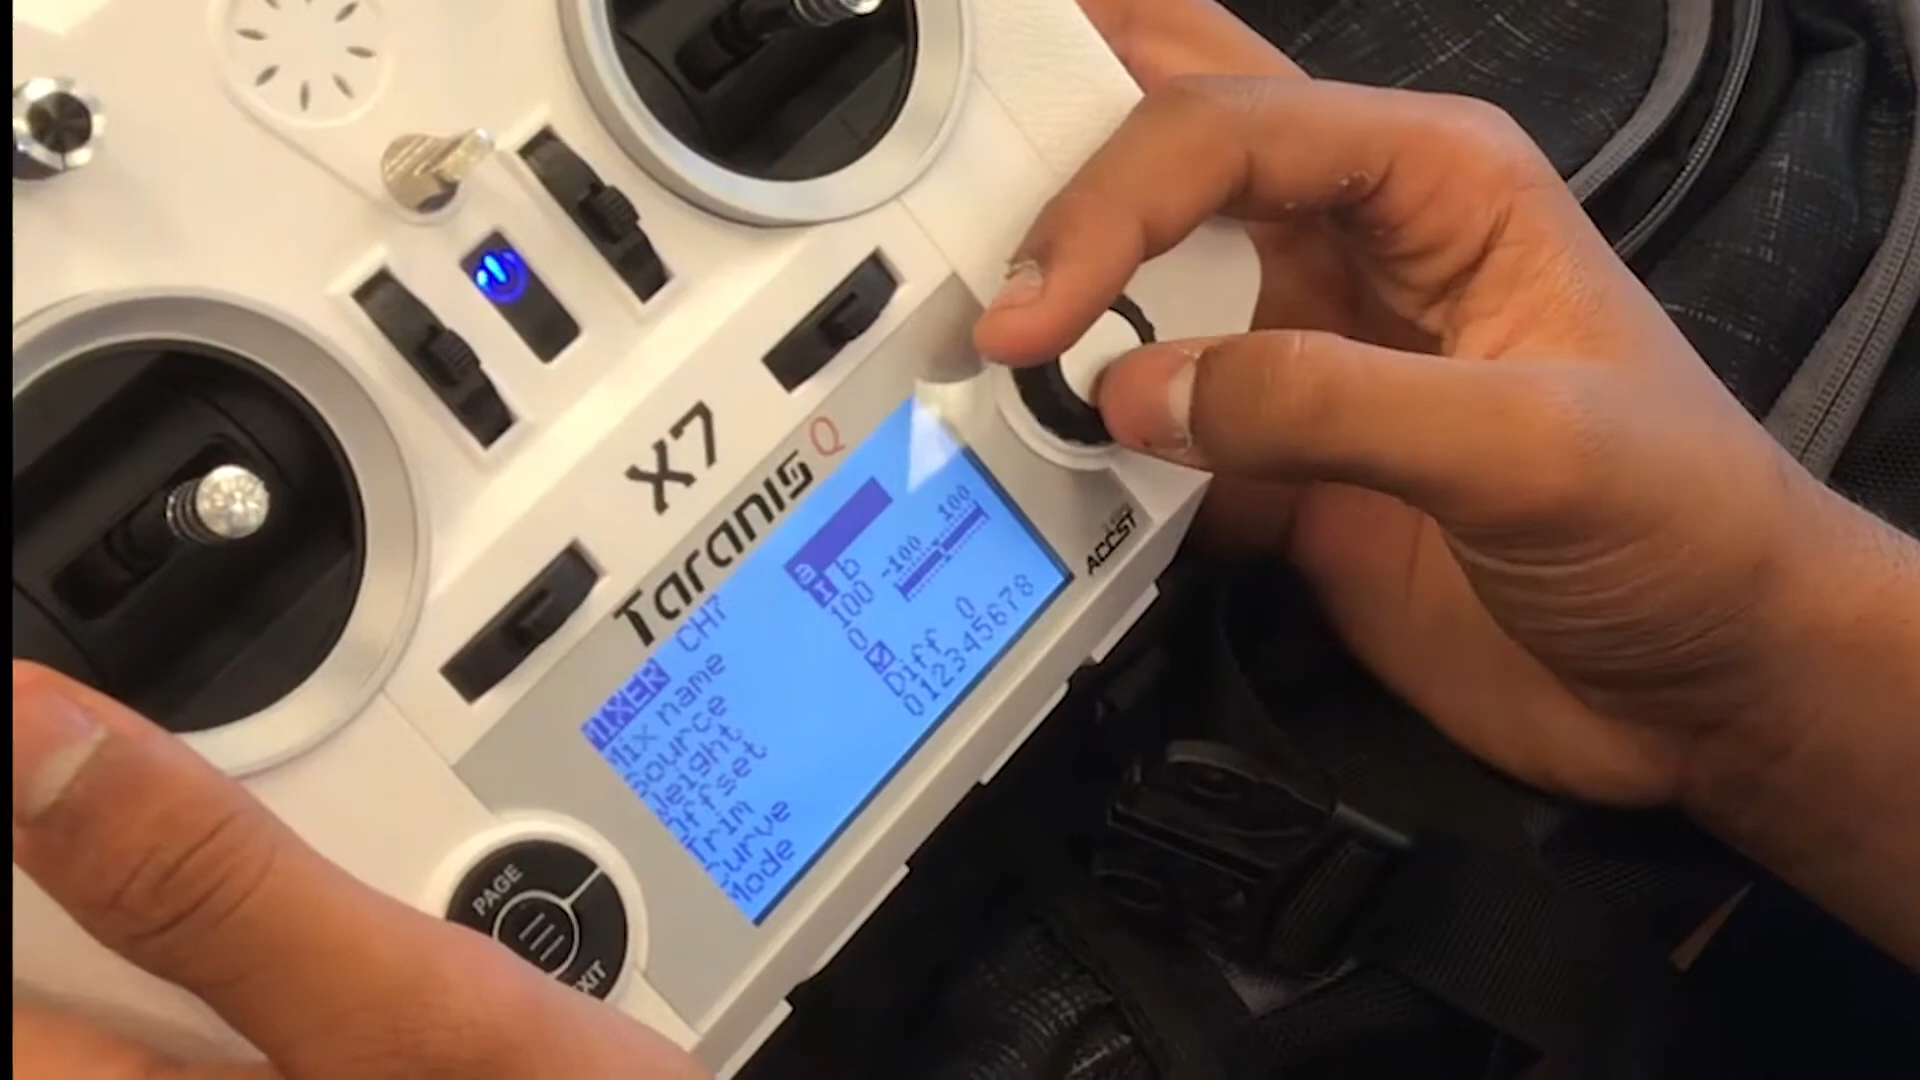 X7
Taranis Q
ACCST
MIXER CH7
Mix name a
Source I b -100 100
Weight 100
Offset 0
Trim
Curve Diff 0
Mode 012345678
PAGE
EXIT